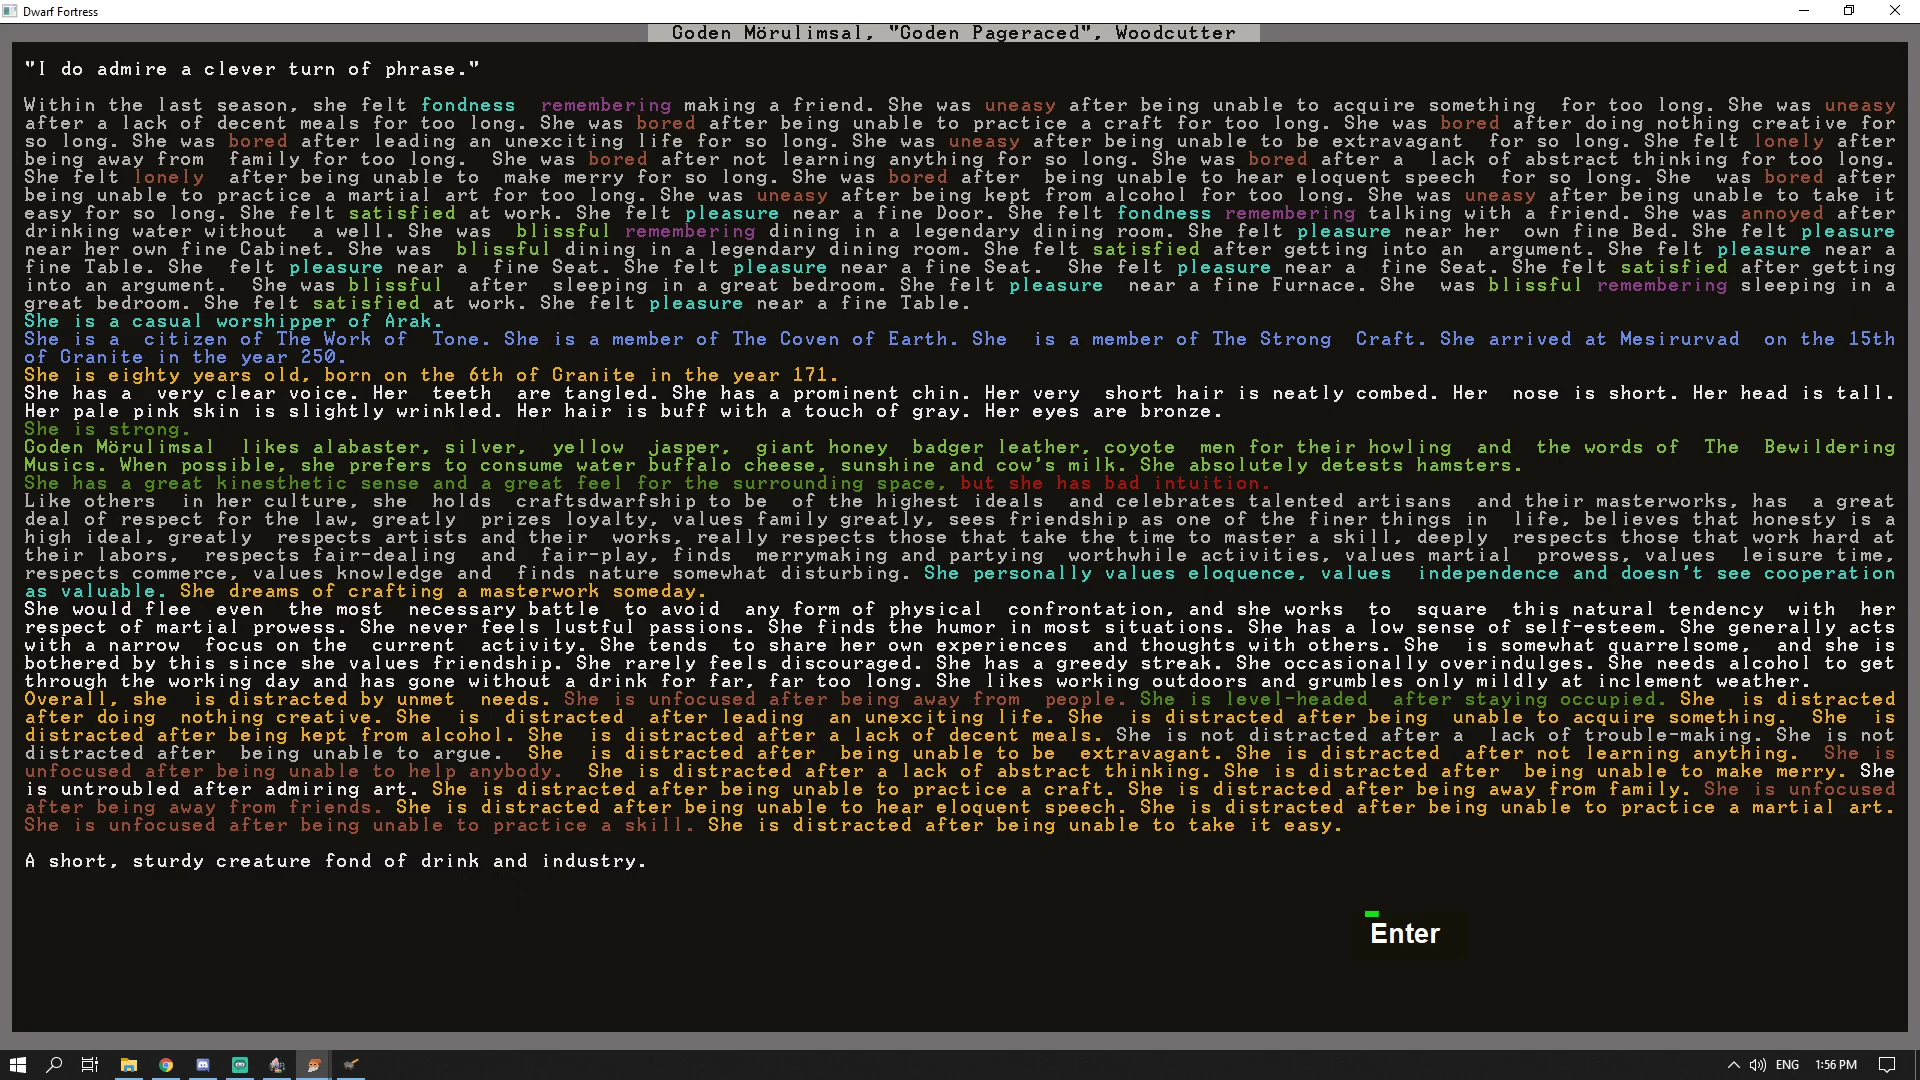 Dwarf Fortress
Goden Mörulimsal, "Goden Pageraced", Woodcutter
"I do admire a clever turn of phrase."
Within the last season, she felt fondness remembering making a friend. She was uneasy after being unable to acquire something for too long. She was uneasy
after a lack of decent meals for too long. She was bored after being unable to practice a craft for too long. She was bored after doing nothing creative for
so long. She was bored after leading an unexciting life for so long. She was uneasy after being unable to be extravagant for so long. She felt lonely after
being away from family for too long. She was bored after not learning anything for so long. She was bored after a lack of abstract thinking for too long.
She felt lonely after being unable to make merry for so long. She was bored after being unable to hear eloquent speech for so long. She was bored after
being unable to practice a martial art for too long. She was uneasy after being kept from alcohol for too long. She was uneasy after being unable to take it
easy for so long. She felt satisfied at work. She felt pleasure near a fine Door. She felt fondness remembering talking with a friend. She was annoyed after
drinking water without a well. She was blissful remembering dining in a legendary dining room. She felt pleasure near her own fine Bed. She felt pleasure
near her own fine Cabinet. She was blissful dining in a legendary dining room. She felt satisfied after getting into an argument. She felt pleasure near a
fine Table. She felt pleasure near a fine Seat. She felt pleasure near a fine Seat. She felt pleasure near a fine Seat. She felt satisfied after getting
into an argument. She was blissful after sleeping in a great bedroom. She felt pleasure near a fine Furnace. She was blissful remembering sleeping in a
great bedroom. She felt satisfied at work. She felt pleasure near a fine Table.
She is a casual worshipper of Arak.
She is a citizen of The Work of Tone. She is a member of The Coven of Earth. She is a member of The Strong Craft. She arrived at Mesirurvad on the 15th
of Granite in the year 250.
She is eighty years old, born on the 6th of Granite in the year 171.
She has a very clear voice. Her teeth are tangled. She has a prominent chin. Her very short hair is neatly combed. Her nose is short. Her head is tall.
Her pale pink skin is slightly wrinkled. Her hair is buff with a touch of gray. Her eyes are bronze.
She is strong.
Goden Mörulimsal likes alabaster, silver, yellow jasper, giant honey badger leather, coyote men for their howling and the words of The Bewildering
Musics. When possible, she prefers to consume water buffalo cheese, sunshine and cow's milk. She absolutely detests hamsters.
She has a great kinesthetic sense and a great feel for the surrounding space, but she has bad intuition.
Like others in her culture, she holds craftsdwarfship to be of the highest ideals and celebrates talented artisans and their masterworks, has a great
deal of respect for the law, greatly prizes loyalty, values family greatly, sees friendship as one of the finer things in life, believes that honesty is a
high ideal, greatly respects artists and their works, really respects those that take the time to master a skill, deeply respects those that work hard at
their labors, respects fair-dealing and fair-play, finds merrymaking and partying worthwhile activities, values martial prowess, values leisure time,
respects commerce, values knowledge and finds nature somewhat disturbing. She personally values eloquence, values independence and doesn't see cooperation
as valuable. She dreams of crafting a masterwork someday.
She would flee even the most necessary battle to avoid any form of physical confrontation, and she works to square this natural tendency with her
respect of martial prowess. She never feels lustful passions. She finds the humor in most situations. She has a low sense of self-esteem. She generally acts
with a narrow focus on the current activity. She tends to share her own experiences and thoughts with others. She is somewhat quarrelsome, and she is
bothered by this since she values friendship. She rarely feels discouraged. She has a greedy streak. She occasionally overindulges. She needs alcohol to get
through the working day and has gone without a drink for far, far too long. She likes working outdoors and grumbles only mildly at inclement weather.
Overall, she is distracted by unmet needs. She is unfocused after being away from people. She is level-headed after staying occupied. She is distracted
after doing nothing creative. She is distracted after leading an unexciting life. She is distracted after being unable to acquire something. She is
distracted after being kept from alcohol. She is distracted after a lack of decent meals. She is not distracted after a lack of trouble-making. She is not
distracted after being unable to argue. She is distracted after being unable to be extravagant. She is distracted after not learning anything. She is
unfocused after being unable to help anybody. She is distracted after a lack of abstract thinking. She is distracted after being unable to make merry. She
is untroubled after admiring art. She is distracted after being unable to practice a craft. She is distracted after being away from family. She is unfocused
after being away from friends. She is distracted after being unable to hear eloquent speech. She is distracted after being unable to practice a martial art.
She is unfocused after being unable to practice a skill. She is distracted after being unable to take it easy.
A short, sturdy creature fond of drink and industry.
Enter
ENG
1:56 PM